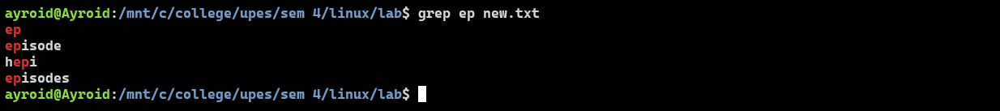 ayroid@Ayroid:/mnt/c/college/upes/sem 4/linux/lab$ grep ep new.txt
ep
episode
hepi
episodes
ayroid@Ayroid:/mnt/c/college/upes/sem 4/linux/lab$